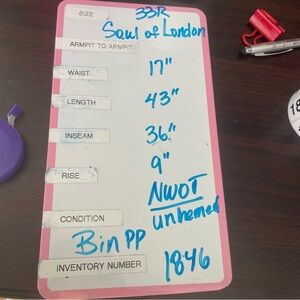 SIZE 33R
Soul of London
ARMPIT TO ARMPIT
WAIST 17"
LENGTH 43"
INSEAM 36"
RISE 9"
NWOT
CONDITION unhemed
Bin PP
INVENTORY NUMBER 1846